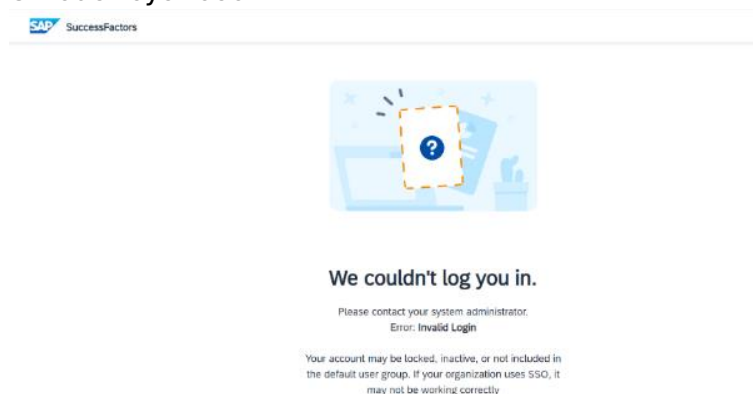 SAP SuccessFactors
?
We couldn't log you in.
Please contact your system administrator.
Error: Invalid Login
Your account may be locked, inactive, or not included in
the default user group. If your organization uses SSO, it
may not be working correctly